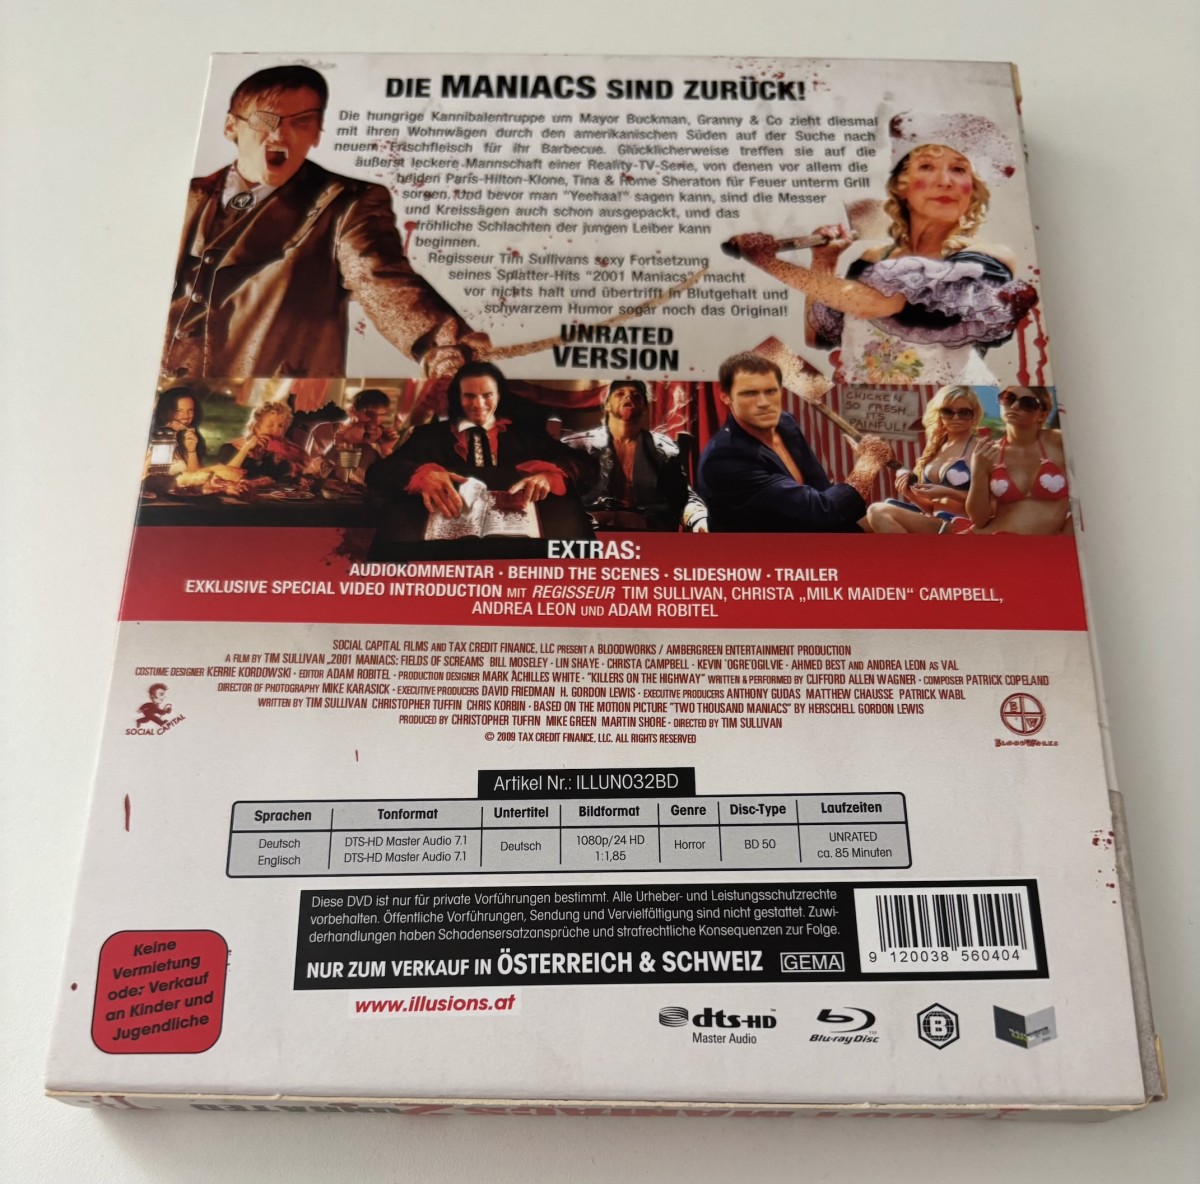 DIE MANIACS SIND ZURÜCK!
Die hungrige Kannibalentruppe um Mayor Buckman, Granny & Co zieht diesmal
mit ihren Wohnwägen durch den amerikanischen Süden auf der Suche nach
neuem Frischfleisch für ihr Barbecue. Glücklicherweise treffen sie auf die
äußerst leckere Mannschaft einer Reality-TV-Serie, von denen vor allem die
beiden Paris-Hilton-Klone, Tina & Rome Sheraton für Feuer unterm Grill
sorgen. Und bevor man "Yeehaa!" sagen kann, sind die Messer
und Kreissägen auch schon ausgepackt, und das
fröhliche Schlachten der jungen Leiber kann
beginnen.
Regisseur Tim Sullivans sexy Fortsetzung
seines Splatter-Hits "2001 Maniacs", macht
vor nichts halt und übertrifft in Blutgehalt und
schwarzem Humor sogar noch das Original!
UNRATED
VERSION
CHICKEN
SO FRESH...
IT'S
PAINFUL!
EXTRAS:
AUDIOKOMMENTAR · BEHIND THE SCENES · SLIDESHOW · TRAILER
EXKLUSIVE SPECIAL VIDEO INTRODUCTION MIT REGISSEUR TIM SULLIVAN, CHRISTA „MILK MAIDEN“ CAMPBELL,
ANDREA LEON UND ADAM ROBITEL
SOCIAL CAPITAL FILMS AND TAX CREDIT FINANCE, LLC PRESENT A BLOODWORKS / AMBERGREEN ENTERTAINMENT PRODUCTION
A FILM BY TIM SULLIVAN „2001 MANIACS: FIELDS OF SCREAMS BILL MOSELEY · LIN SHAYE · CHRISTA CAMPBELL · KEVIN 'OGRE'OGILVIE · AHMED BEST AND ANDREA LEON AS VAL
COSTUME DESIGNER KERRIE KORDOWSKI · EDITOR ADAM ROBITEL · PRODUCTION DESIGNER MARK ACHILLES WHITE · "KILLERS ON THE HIGHWAY" WRITTEN & PERFORMED BY CLIFFORD ALLEN WAGNER · COMPOSER PATRICK COPELAND
DIRECTOR OF PHOTOGRAPHY MIKE KARASICK · EXECUTIVE PRODUCERS DAVID FRIEDMAN H. GORDON LEWIS · EXECUTIVE PRODUCERS ANTHONY GUDAS MATTHEW CHAUSSE PATRICK WABL
WRITTEN BY TIM SULLIVAN CHRISTOPHER TUFFIN CHRIS KORBIN · BASED ON THE MOTION PICTURE "TWO THOUSAND MANIACS" BY HERSCHELL GORDON LEWIS
PRODUCED BY CHRISTOPHER TUFFIN MIKE GREEN MARTIN SHORE · DIRECTED BY TIM SULLIVAN
© 2009 TAX CREDIT FINANCE, LLC. ALL RIGHTS RESERVED
SOCIAL CAPITAL
B W
BLOODWORKS
Artikel Nr.: ILLUN032BD
Sprachen Tonformat Untertitel Bildformat Genre Disc-Type Laufzeiten
Deutsch DTS-HD Master Audio 7.1 Deutsch 1080p/24 HD Horror BD 50 UNRATED
Englisch DTS-HD Master Audio 7.1 1:1,85 ca. 85 Minuten
Diese DVD ist nur für private Vorführungen bestimmt. Alle Urheber- und Leistungsschutzrechte
vorbehalten. Öffentliche Vorführungen, Sendung und Vervielfältigung sind nicht gestattet. Zuwi-
derhandlungen haben Schadensersatzansprüche und strafrechtliche Konsequenzen zur Folge.
NUR ZUM VERKAUF IN ÖSTERREICH & SCHWEIZ GEMA
9 120038 560404
Keine
Vermietung
oder Verkauf
an Kinder und
Jugendliche
www.illusions.at
dts-HD
Master Audio
Blu-ray Disc
TM
B
UNRATED